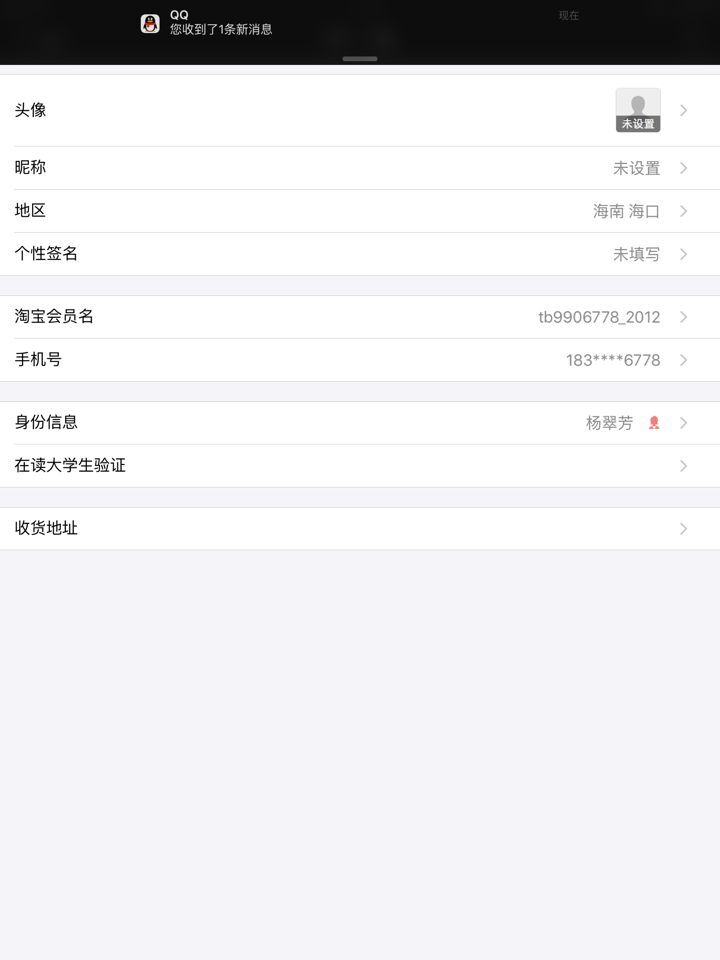 QQ
现在
您收到了1条新消息
头像
未设置
昵称 未设置
地区 海南 海口
个性签名 未填写
淘宝会员名 tb9906778_2012
手机号 183****6778
身份信息 杨翠芳
在读大学生验证
收货地址